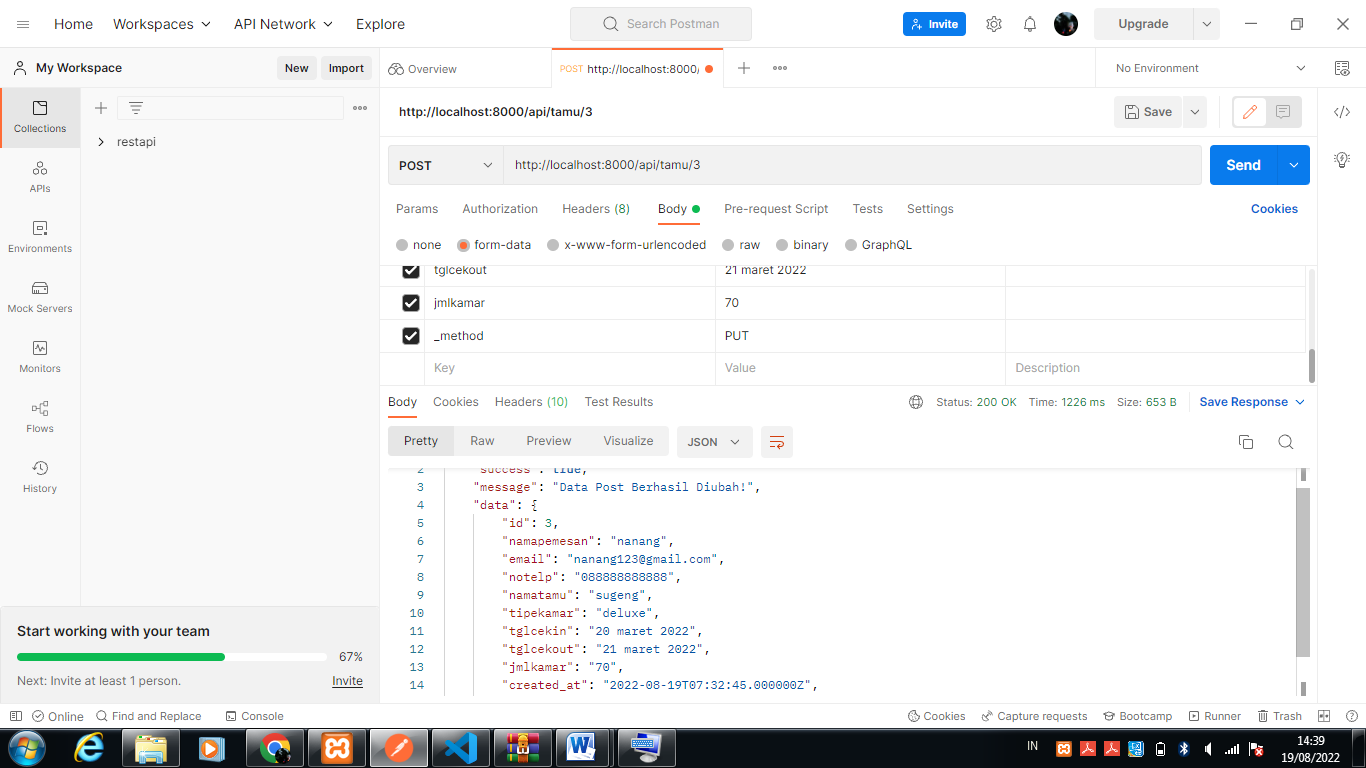 Home Workspaces API Network Explore Search Postman Invite Upgrade
My Workspace New Import Overview POST http://localhost:8000/ No Environment
Collections
restapi
APIs
Environments
Mock Servers
Monitors
Flows
History
http://localhost:8000/api/tamu/3 Save
POST http://localhost:8000/api/tamu/3 Send
Params Authorization Headers (8) Body Pre-request Script Tests Settings Cookies
none form-data x-www-form-urlencoded raw binary GraphQL
tglcekout 21 maret 2022
jmlkamar 70
_method PUT
Key Value Description
Body Cookies Headers (10) Test Results Status: 200 OK Time: 1226 ms Size: 653 B Save Response
Pretty Raw Preview Visualize JSON
2 "success": true,
3 "message": "Data Post Berhasil Diubah!",
4 "data": {
5 "id": 3,
6 "namapemesan": "nanang",
7 "email": "nanang123@gmail.com",
8 "notelp": "088888888888",
9 "namatamu": "sugeng",
10 "tipekamar": "deluxe",
11 "tglcekin": "20 maret 2022",
12 "tglcekout": "21 maret 2022",
13 "jmlkamar": "70",
14 "created_at": "2022-08-19T07:32:45.000000Z",
Start working with your team
67%
Next: Invite at least 1 person. Invite
Online Find and Replace Console Cookies Capture requests Bootcamp Runner Trash
IN 14:39
19/08/2022